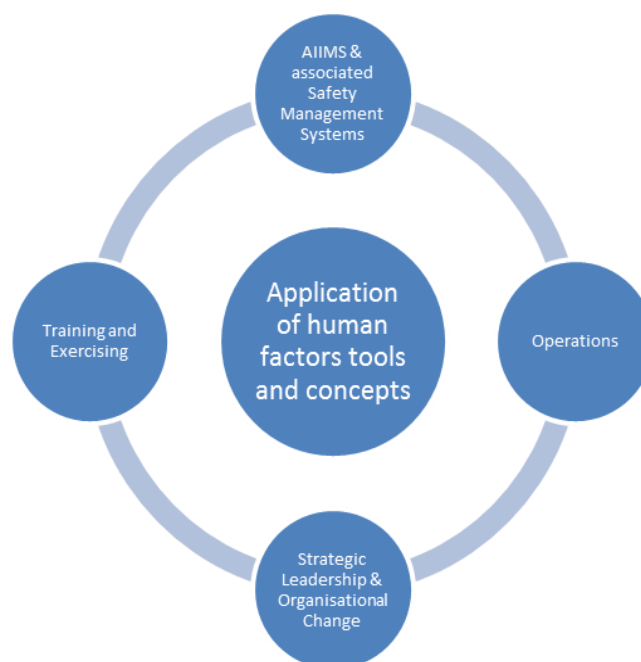 AIIMS &
associated
Safety
Management
Systems
Application
of human
factors tools
and concepts
Training and
Exercising
Operations
Strategic
Leadership &
Organisational
Change